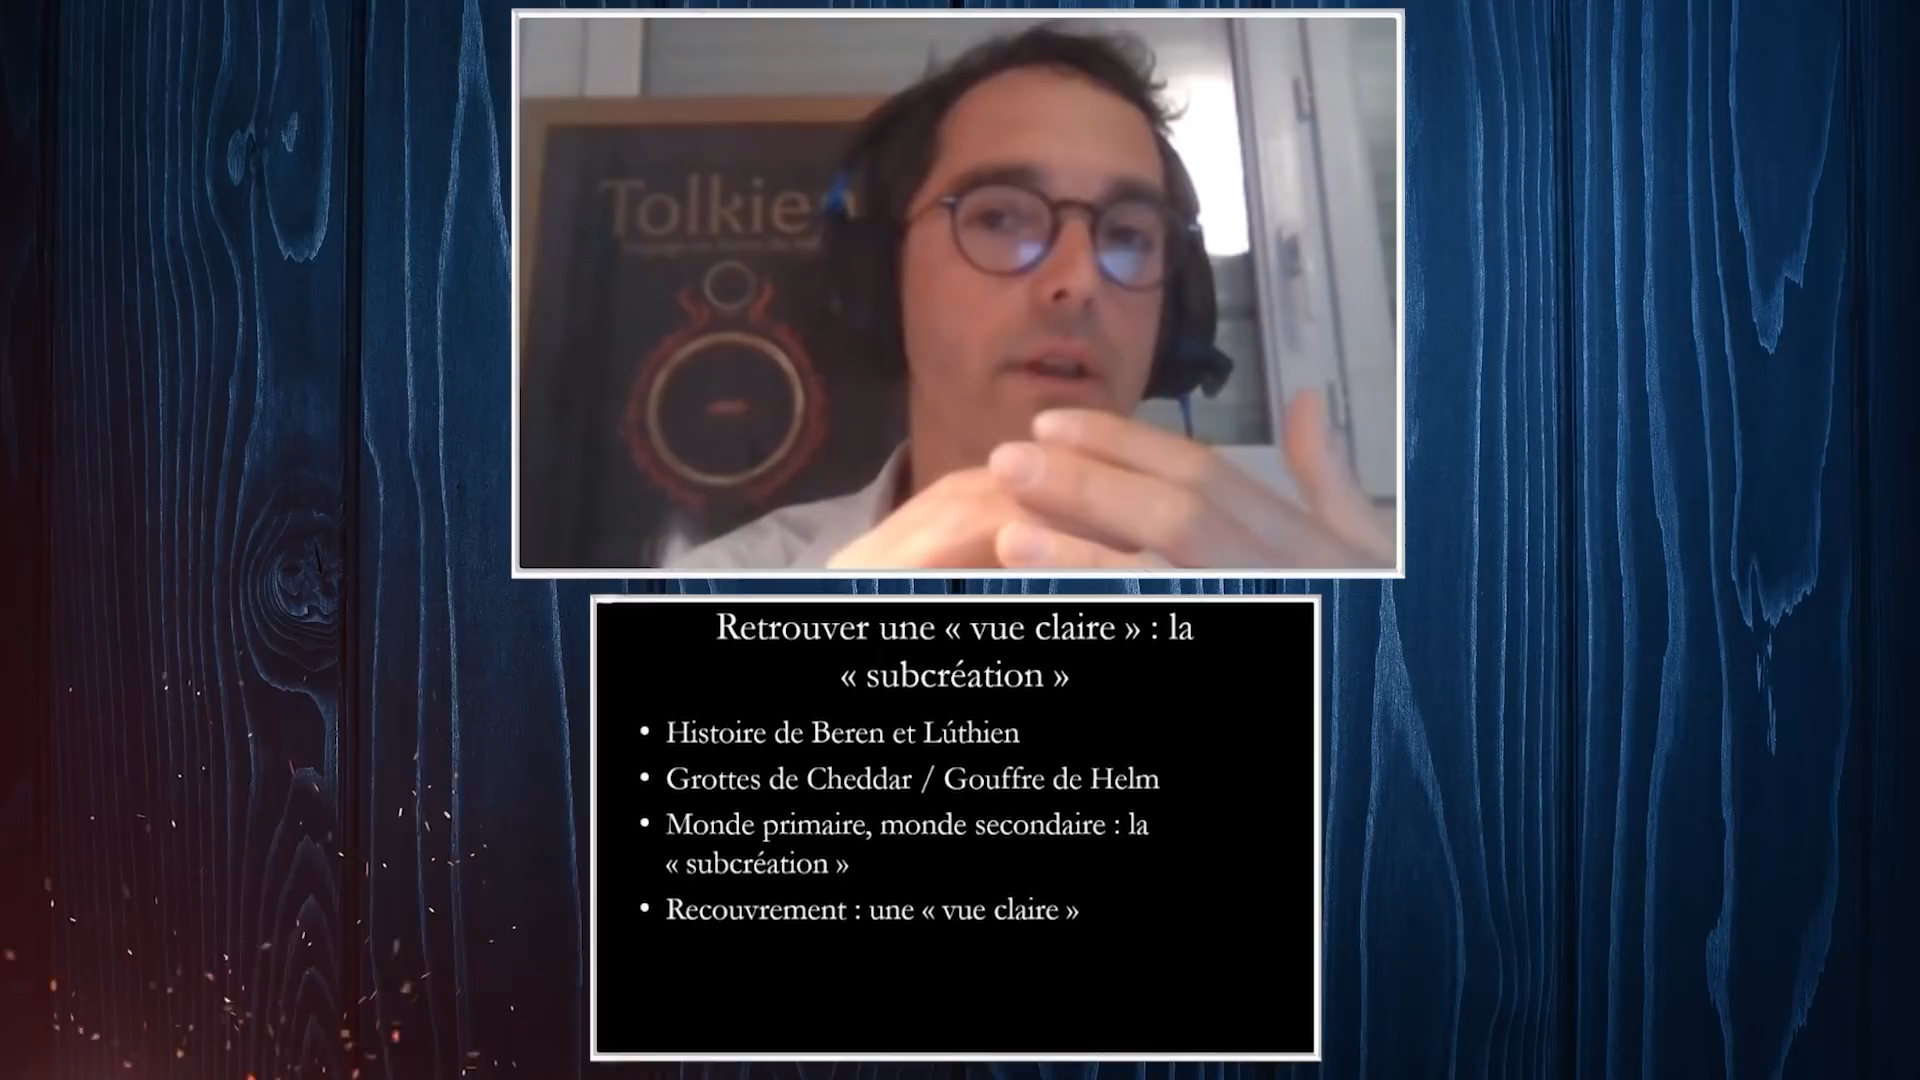 Tolkien
Retrouver une « vue claire » : la
« subcréation »
• Histoire de Beren et Lúthien
• Grottes de Cheddar / Gouffre de Helm
• Monde primaire, monde secondaire : la
« subcréation »
• Recouvrement : une « vue claire »